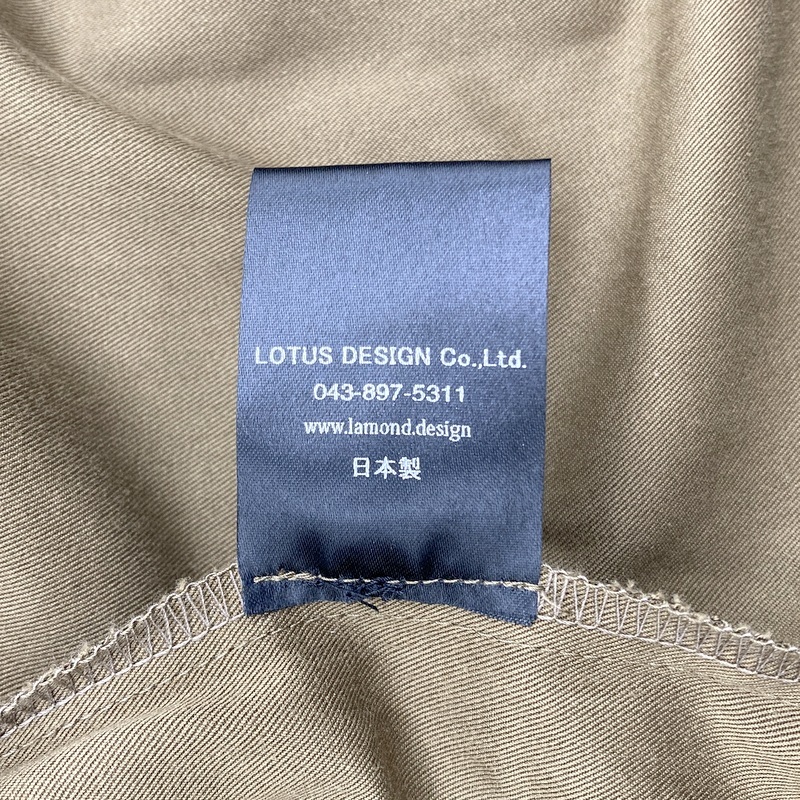 LOTUS DESIGN Co.,Ltd.
043-897-5311
www.lamond.design
日本製